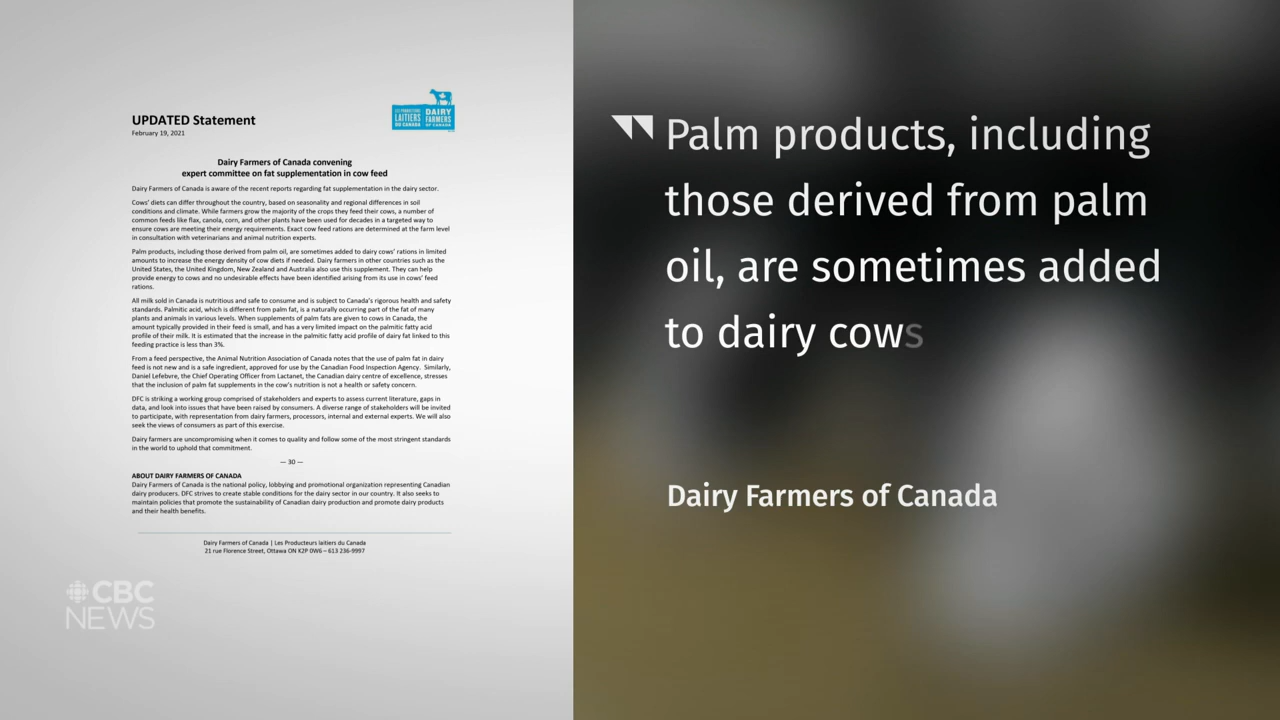 UPDATED Statement
February 19, 2021
LES PRODUCTEURS
LAITIERS
DU CANADA
DAIRY
FARMERS
OF CANADA
Dairy Farmers of Canada convening
expert committee on fat supplementation in cow feed
Dairy Farmers of Canada is aware of the recent reports regarding fat supplementation in the dairy sector.
Cows' diets can differ throughout the country, based on seasonality and regional differences in soil
conditions and climate. While farmers grow the majority of the crops they feed their cows, a number of
common feeds like flax, canola, corn, and other plants have been used for decades in a targeted way to
ensure cows are meeting their energy requirements. Exact cow feed rations are determined at the farm level
in consultation with veterinarians and animal nutrition experts.
Palm products, including those derived from palm oil, are sometimes added to dairy cows' rations in limited
amounts to increase the energy density of cow diets if needed. Dairy farmers in other countries such as the
United States, the United Kingdom, New Zealand and Australia also use this supplement. They can help
provide energy to cows and no undesirable effects have been identified arising from its use in cows' feed
rations.
All milk sold in Canada is nutritious and safe to consume and is subject to Canada's rigorous health and safety
standards. Palmitic acid, which is different from palm fat, is a naturally occurring part of the fat of many
plants and animals in various levels. When supplements of palm fats are given to cows in Canada, the
amount typically provided in their feed is small, and has a very limited impact on the palmitic fatty acid
profile of their milk. It is estimated that the increase in the palmitic fatty acid profile of dairy fat linked to this
feeding practice is less than 3%.
From a feed perspective, the Animal Nutrition Association of Canada notes that the use of palm fat in dairy
feed is not new and is a safe ingredient, approved for use by the Canadian Food Inspection Agency. Similarly,
Daniel Lefebvre, the Chief Operating Officer from Lactanet, the Canadian dairy centre of excellence, stresses
that the inclusion of palm fat supplements in the cow's nutrition is not a health or safety concern.
DFC is striking a working group comprised of stakeholders and experts to assess current literature, gaps in
data, and look into issues that have been raised by consumers. A diverse range of stakeholders will be invited
to participate, with representation from dairy farmers, processors, internal and external experts. We will also
seek the views of consumers as part of this exercise.
Dairy farmers are uncompromising when it comes to quality and follow some of the most stringent standards
in the world to uphold that commitment.
— 30 —
ABOUT DAIRY FARMERS OF CANADA
Dairy Farmers of Canada is the national policy, lobbying and promotional organization representing Canadian
dairy producers. DFC strives to create stable conditions for the dairy sector in our country. It also seeks to
maintain policies that promote the sustainability of Canadian dairy production and promote dairy products
and their health benefits.
Dairy Farmers of Canada | Les Producteurs laitiers du Canada
21 rue Florence Street, Ottawa ON K2P 0W6 – 613 236-9997
CBC
NEWS
Palm products, including
those derived from palm
oil, are sometimes added
to dairy cows
Dairy Farmers of Canada